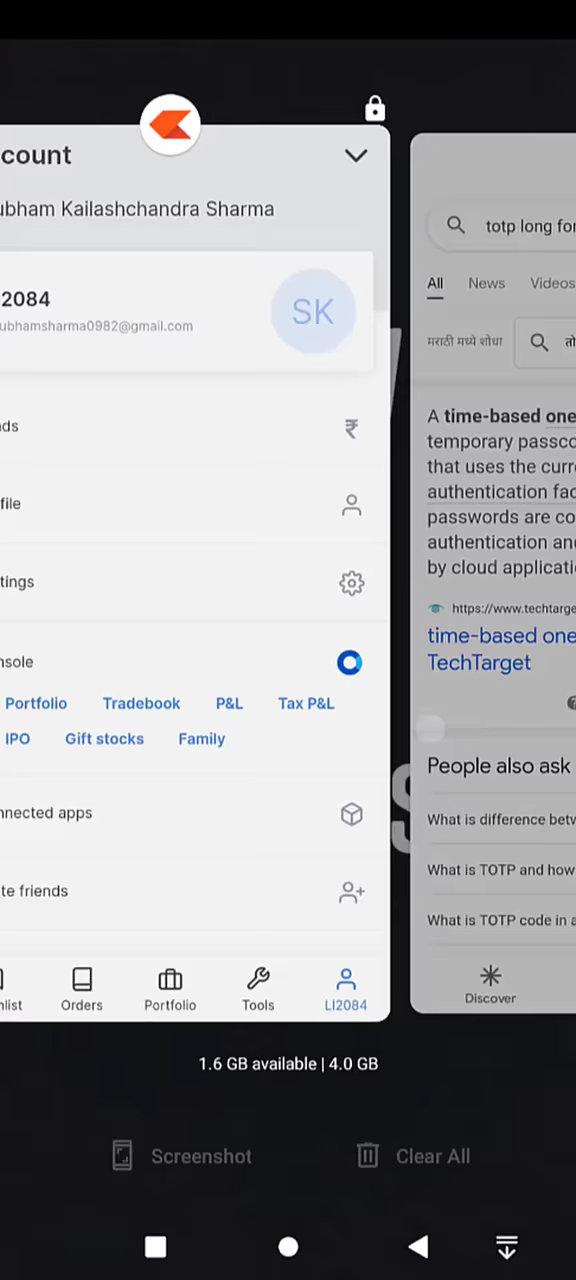 count
ubham Kailashchandra Sharma
2084
ubhamsharma0982@gmail.com
SK
ds
file
tings
nsole
Portfolio Tradebook P&L Tax P&L
IPO Gift stocks Family
nnected apps
te friends
hlist Orders Portfolio Tools LI2084
totp long for
All News Videos
मराठी मध्ये शोधा
A time-based one
temporary passco
that uses the curr
authentication fac
passwords are co
authentication an
by cloud applicati
https://www.techtarge
time-based one
TechTarget
People also ask
What is difference betw
What is TOTP and how
What is TOTP code in a
Discover
1.6 GB available | 4.0 GB
Screenshot Clear All